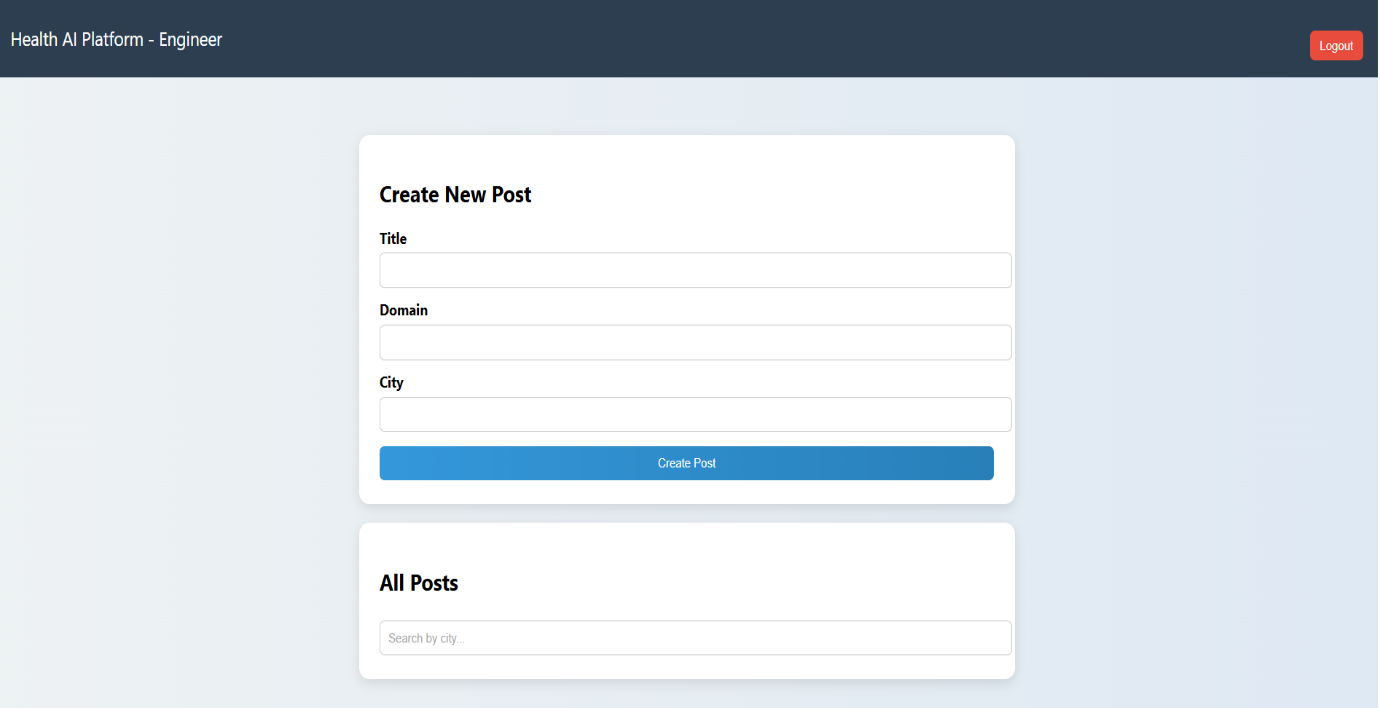 Health AI Platform - Engineer
Logout
Create New Post
Title
Domain
City
Create Post
All Posts
Search by city...